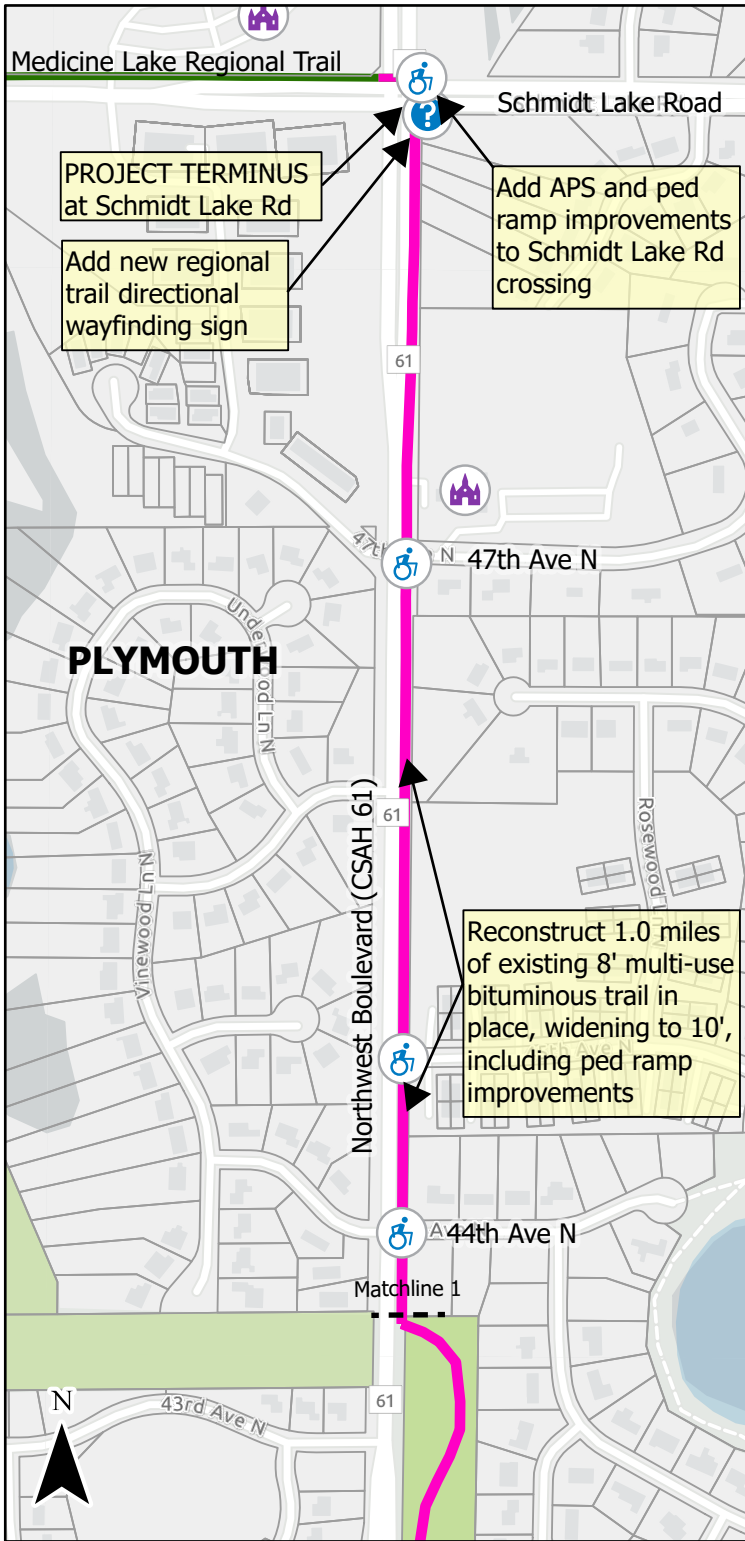 Medicine Lake Regional Trail
Schmidt Lake Road
?
PROJECT TERMINUS
at Schmidt Lake Rd
Add APS and ped
ramp improvements
to Schmidt Lake Rd
crossing
Add new regional
trail directional
wayfinding sign
61
47th Ave N
PLYMOUTH
Underwood Ln N
61
Northwest Boulevard (CSAH 61)
Vinewood Ln N
Rosewood Ln N
Reconstruct 1.0 miles
of existing 8' multi-use
bituminous trail in
place, widening to 10',
including ped ramp
improvements
Ave N
44th Ave N
Matchline 1
N
43rd Ave N
61